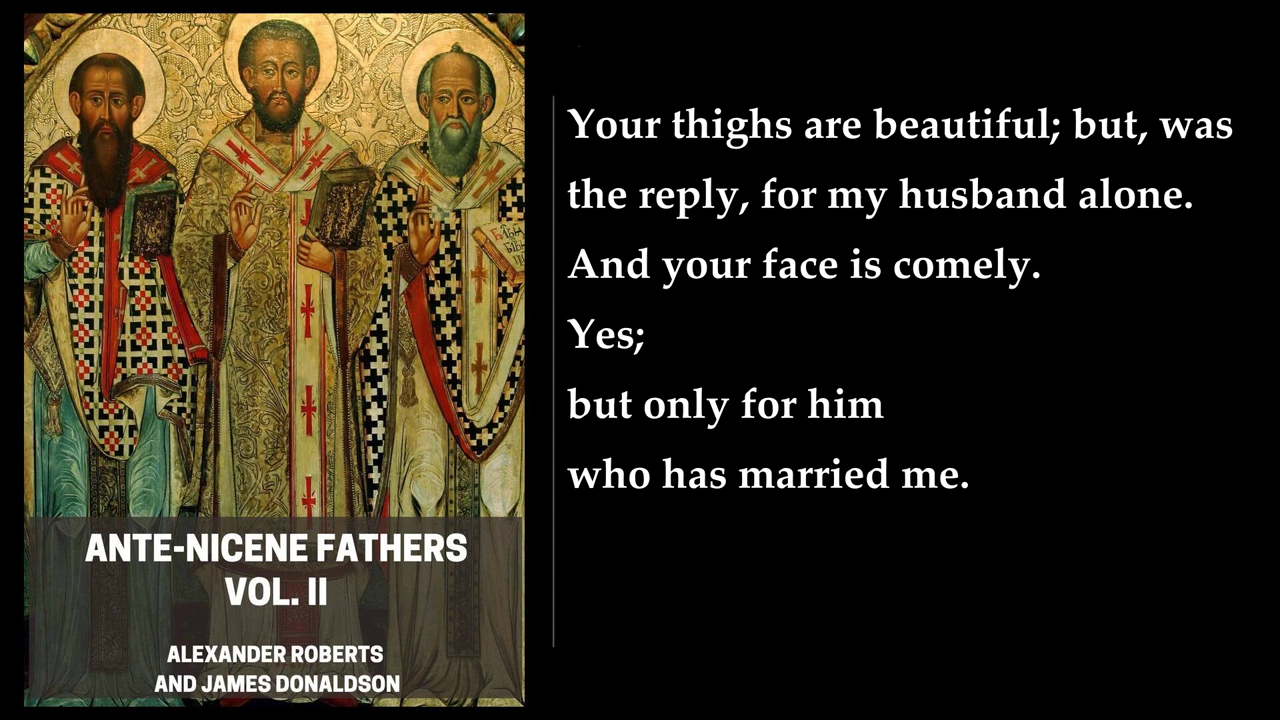 Your thighs are beautiful; but, was
the reply, for my husband alone.
And your face is comely.
Yes;
but only for him
who has married me.
ANTE-NICENE FATHERS
VOL. II
ALEXANDER ROBERTS
AND JAMES DONALDSON